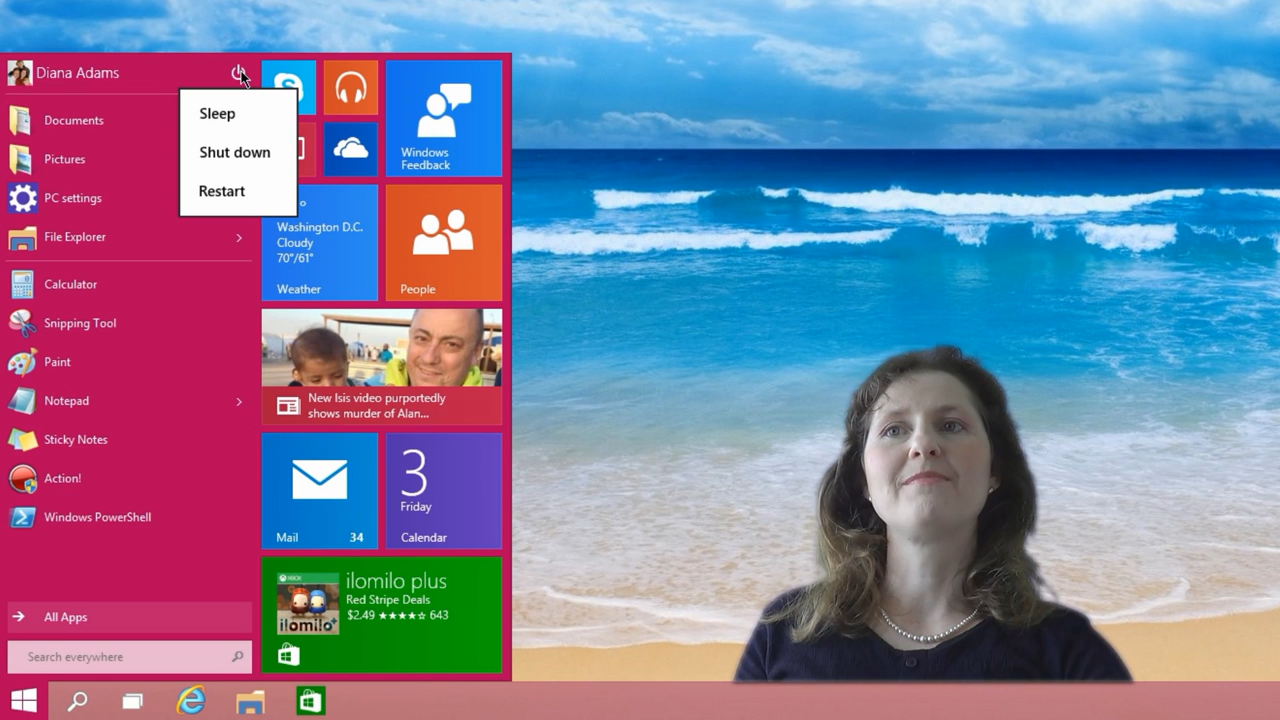 Diana Adams
Sleep
Shut down
Restart
Documents
Pictures
PC settings
File Explorer
Calculator
Snipping Tool
Paint
Notepad
Sticky Notes
Action!
Windows PowerShell
All Apps
Search everywhere
Windows
Feedback
Washington D.C.
Cloudy
70°/61°
Weather
People
New Isis video purportedly
shows murder of Alan...
Mail 34
3
Friday
Calendar
XBOX
ilomilo+
ilomilo plus
Red Stripe Deals
$2.49 ★★★★☆ 643